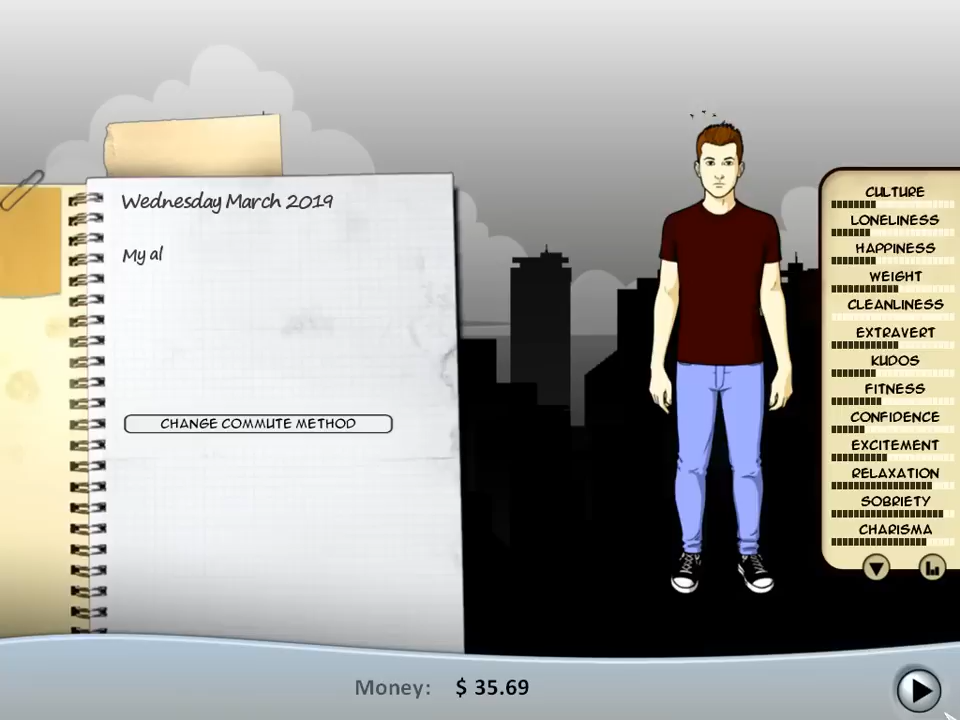 Wednesday March 2019
My al
CHANGE COMMUTE METHOD
CULTURE
LONELINESS
HAPPINESS
WEIGHT
CLEANLINESS
EXTRAVERT
KUDOS
FITNESS
CONFIDENCE
EXCITEMENT
RELAXATION
SOBRIETY
CHARISMA
Money: $ 35.69